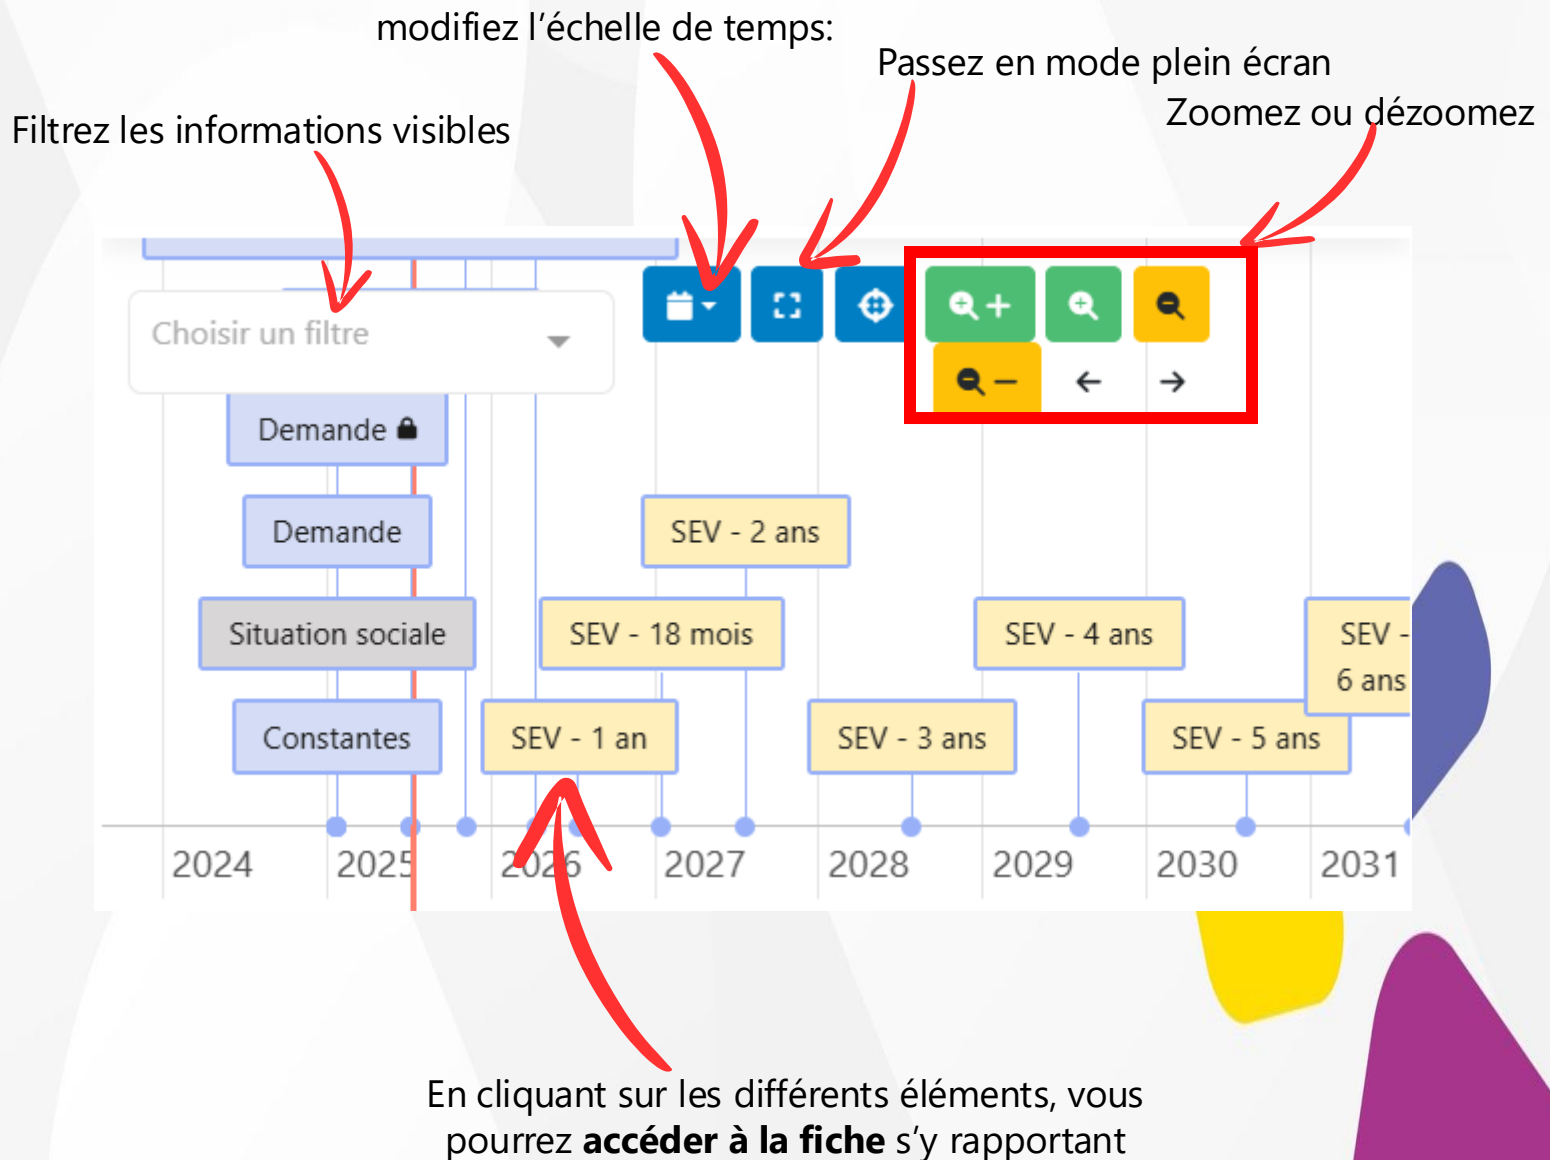 modifiez l’échelle de temps:
Passez en mode plein écran
Zoomez ou dézoomez
Filtrez les informations visibles
Choisir un filtre
Demande
Demande
SEV - 2 ans
Situation sociale
SEV - 18 mois
SEV - 4 ans
SEV -
6 ans
Constantes
SEV - 1 an
SEV - 3 ans
SEV - 5 ans
2024
2025
2026
2027
2028
2029
2030
2031
En cliquant sur les différents éléments, vous
pourrez accéder à la fiche s’y rapportant